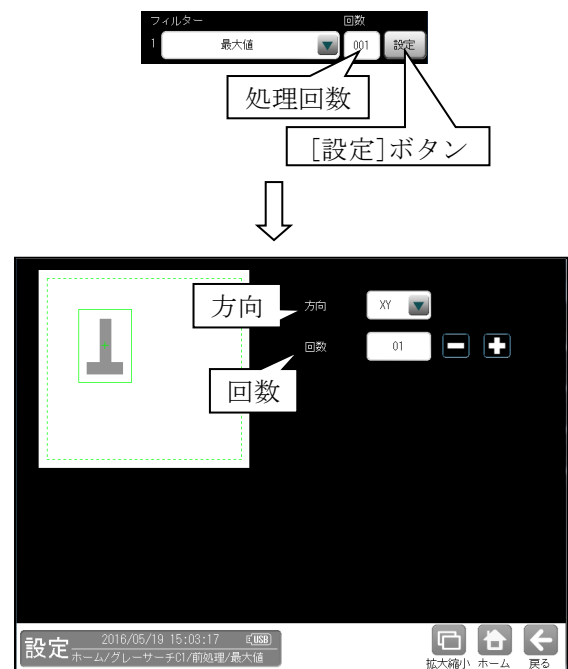 フィルター 回数
1 最大値 001 設定
処理回数
[設定]ボタン
方向 方向 XY
回数 01
回数
設定 2016/05/19 15:03:17 (USB)
ホーム/グレーサーチC1/前処理/最大値
拡大縮小 ホーム 戻る